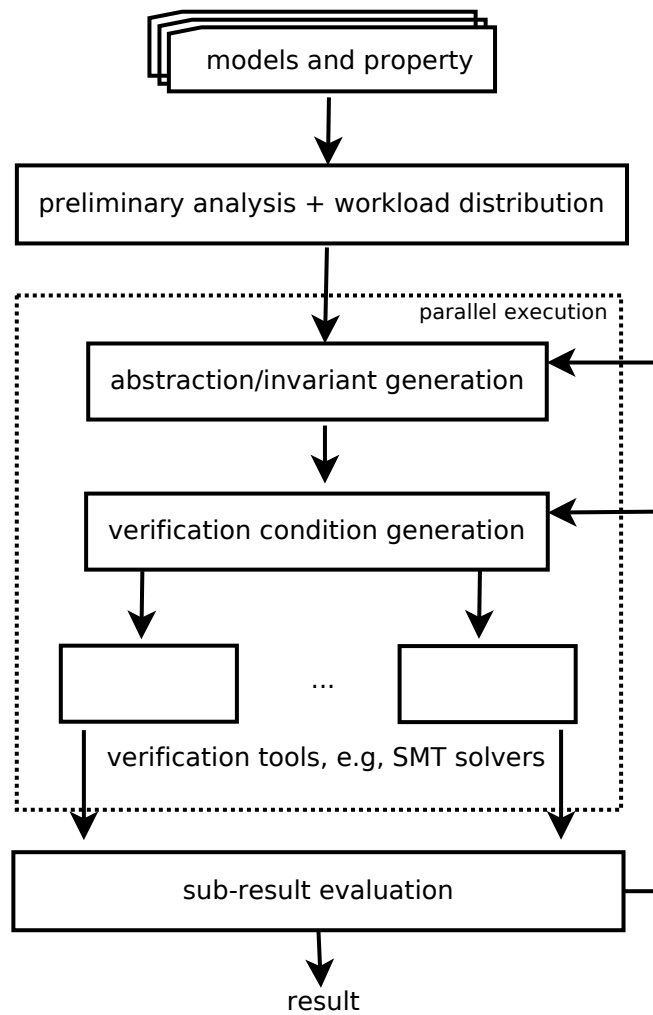 models and property
preliminary analysis + workload distribution
parallel execution
abstraction/invariant generation
verification condition generation
...
verification tools, e.g, SMT solvers
sub-result evaluation
result